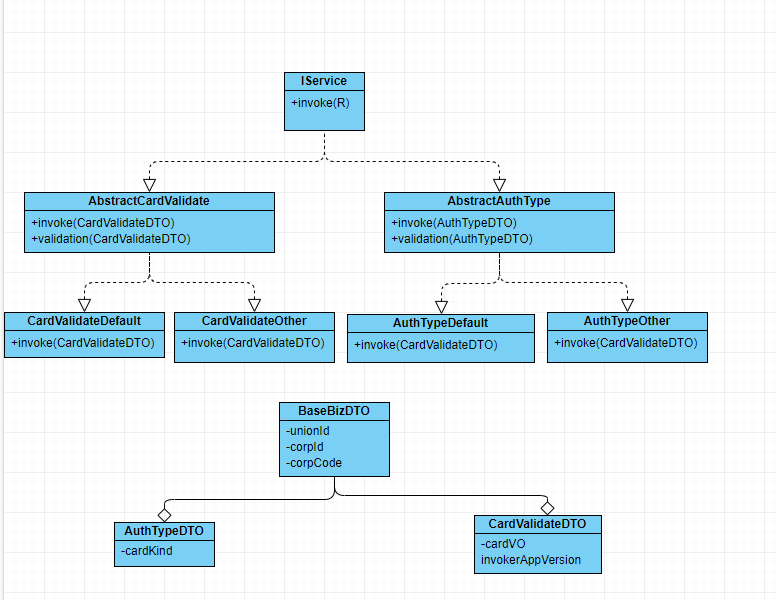 IService
+invoke(R)
AbstractCardValidate
+invoke(CardValidateDTO)
+validation(CardValidateDTO)
AbstractAuthType
+invoke(AuthTypeDTO)
+validation(AuthTypeDTO)
CardValidateDefault
+invoke(CardValidateDTO)
CardValidateOther
+invoke(CardValidateDTO)
AuthTypeDefault
+invoke(CardValidateDTO)
AuthTypeOther
+invoke(CardValidateDTO)
BaseBizDTO
-unionId
-corpId
-corpCode
AuthTypeDTO
-cardKind
CardValidateDTO
-cardVO
invokerAppVersion